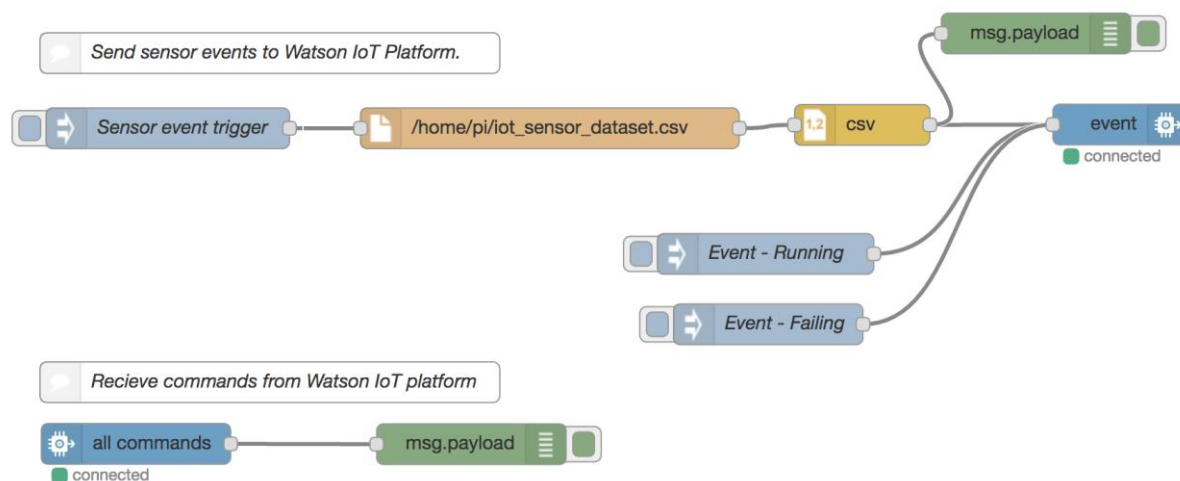 Send sensor events to Watson IoT Platform.
msg.payload
Sensor event trigger
/home/pi/iot_sensor_dataset.csv
1,2
csv
event
connected
Event - Running
Event - Failing
Recieve commands from Watson IoT platform
all commands
msg.payload
connected